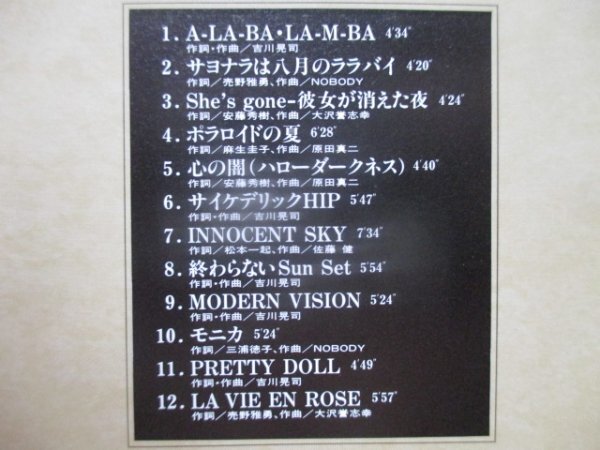 1. A-LA-BA・LA-M-BA 4'34"
作詞・作曲／吉川晃司
2. サヨナラは八月のララバイ 4'20"
作詞／売野雅勇、作曲／NOBODY
3. She's gone-彼女が消えた夜 4'24"
作詞／安藤秀樹、作曲／大沢誉志幸
4. ポラロイドの夏 6'28"
作詞／麻生圭子、作曲／原田真二
5. 心の闇(ハローダークネス) 4'40"
作詞／安藤秀樹、作曲／原田真二
6. サイケデリックHIP 5'47"
作詞・作曲／吉川晃司
7. INNOCENT SKY 7'34"
作詞／松本一起、作曲／佐藤 健
8. 終わらないSun Set 5'54"
作詞・作曲／吉川晃司
9. MODERN VISION 5'24"
作詞・作曲／吉川晃司
10. モニカ 5'24"
作詞／三浦徳子、作曲／NOBODY
11. PRETTY DOLL 4'49"
作詞・作曲／吉川晃司
12. LA VIE EN ROSE 5'57"
作詞／売野雅勇、作曲／大沢誉志幸